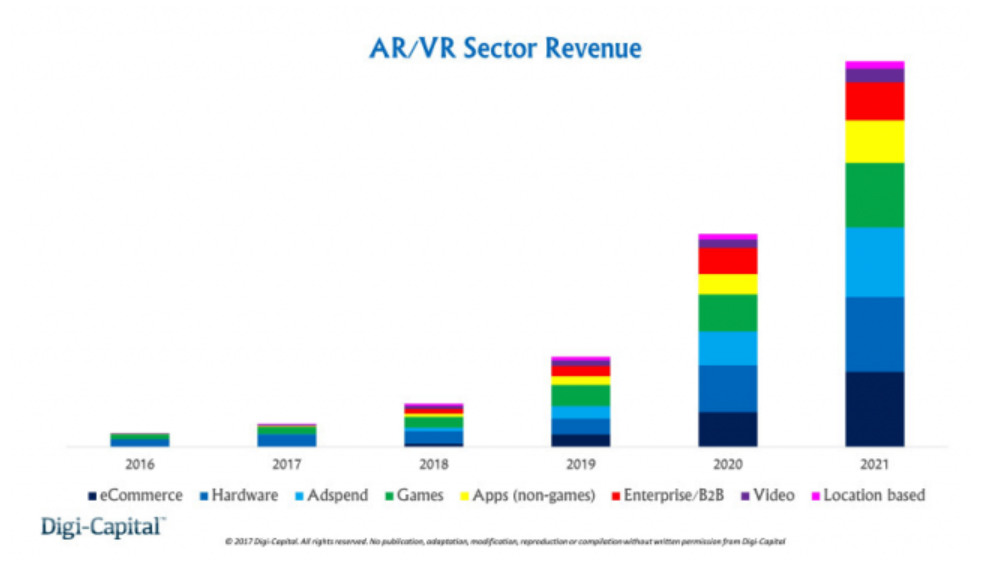 AR/VR Sector Revenue
2016 2017 2018 2019 2020 2021
eCommerce Hardware Adspend Games Apps (non-games) Enterprise/B2B Video Location based
Digi-Capital™
© 2017 Digi-Capital. All rights reserved. No publication, adaptation, modification, reproduction or compilation without written permission from Digi-Capital